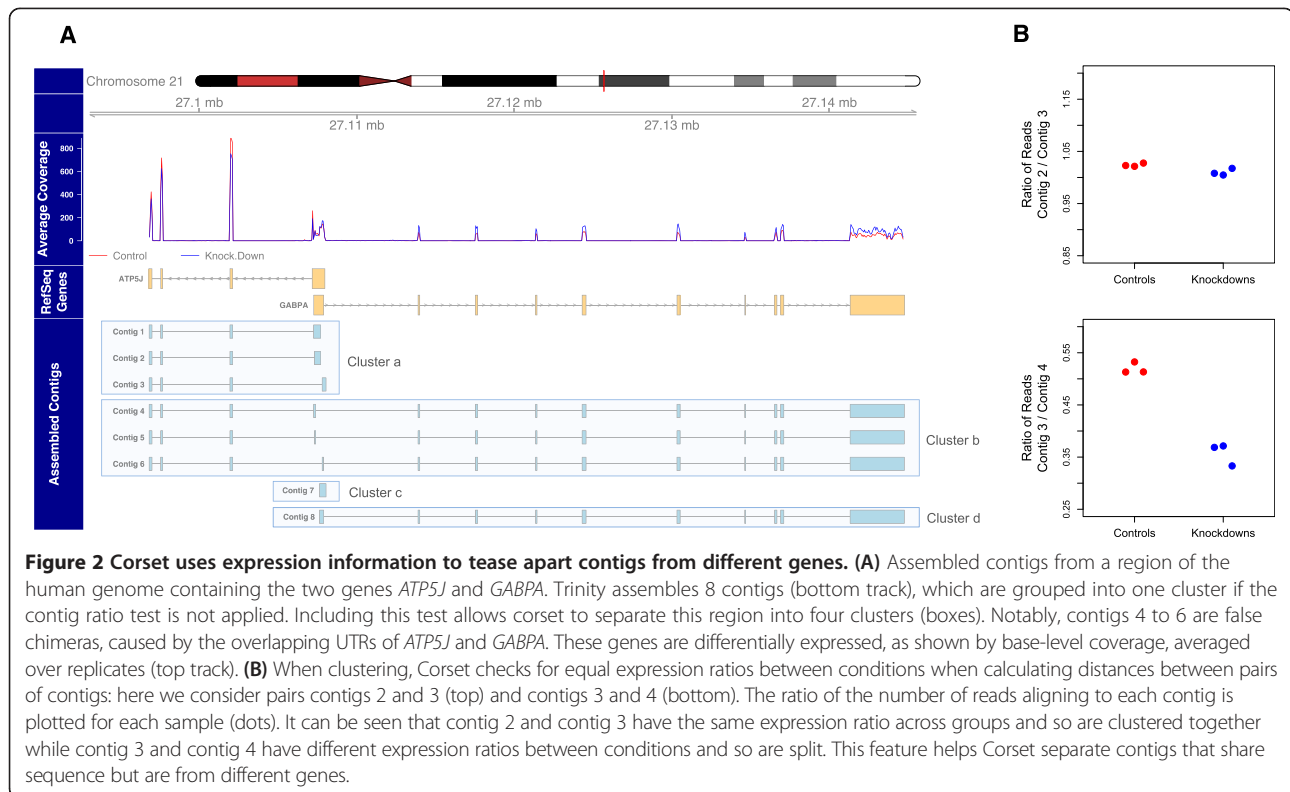 A
Chromosome 21
27.1 mb
27.12 mb
27.14 mb
27.11 mb
27.13 mb
Average Coverage
800
600
400
200
0
Control
Knock.Down
RefSeq Genes
ATP5J
GABPA
Assembled Contigs
Contig 1
Contig 2
Contig 3
Cluster a
Contig 4
Contig 5
Contig 6
Cluster b
Contig 7
Cluster c
Contig 8
Cluster d
B
Ratio of Reads
Contig 2 / Contig 3
1.15
1.05
0.95
0.85
Controls
Knockdowns
Ratio of Reads
Contig 3 / Contig 4
0.55
0.45
0.35
0.25
Controls
Knockdowns
Figure 2 Corset uses expression information to tease apart contigs from different genes. (A) Assembled contigs from a region of the
human genome containing the two genes ATP5J and GABPA. Trinity assembles 8 contigs (bottom track), which are grouped into one cluster if the
contig ratio test is not applied. Including this test allows corset to separate this region into four clusters (boxes). Notably, contigs 4 to 6 are false
chimeras, caused by the overlapping UTRs of ATP5J and GABPA. These genes are differentially expressed, as shown by base-level coverage, averaged
over replicates (top track). (B) When clustering, Corset checks for equal expression ratios between conditions when calculating distances between pairs
of contigs: here we consider pairs contigs 2 and 3 (top) and contigs 3 and 4 (bottom). The ratio of the number of reads aligning to each contig is
plotted for each sample (dots). It can be seen that contig 2 and contig 3 have the same expression ratio across groups and so are clustered together
while contig 3 and contig 4 have different expression ratios between conditions and so are split. This feature helps Corset separate contigs that share
sequence but are from different genes.